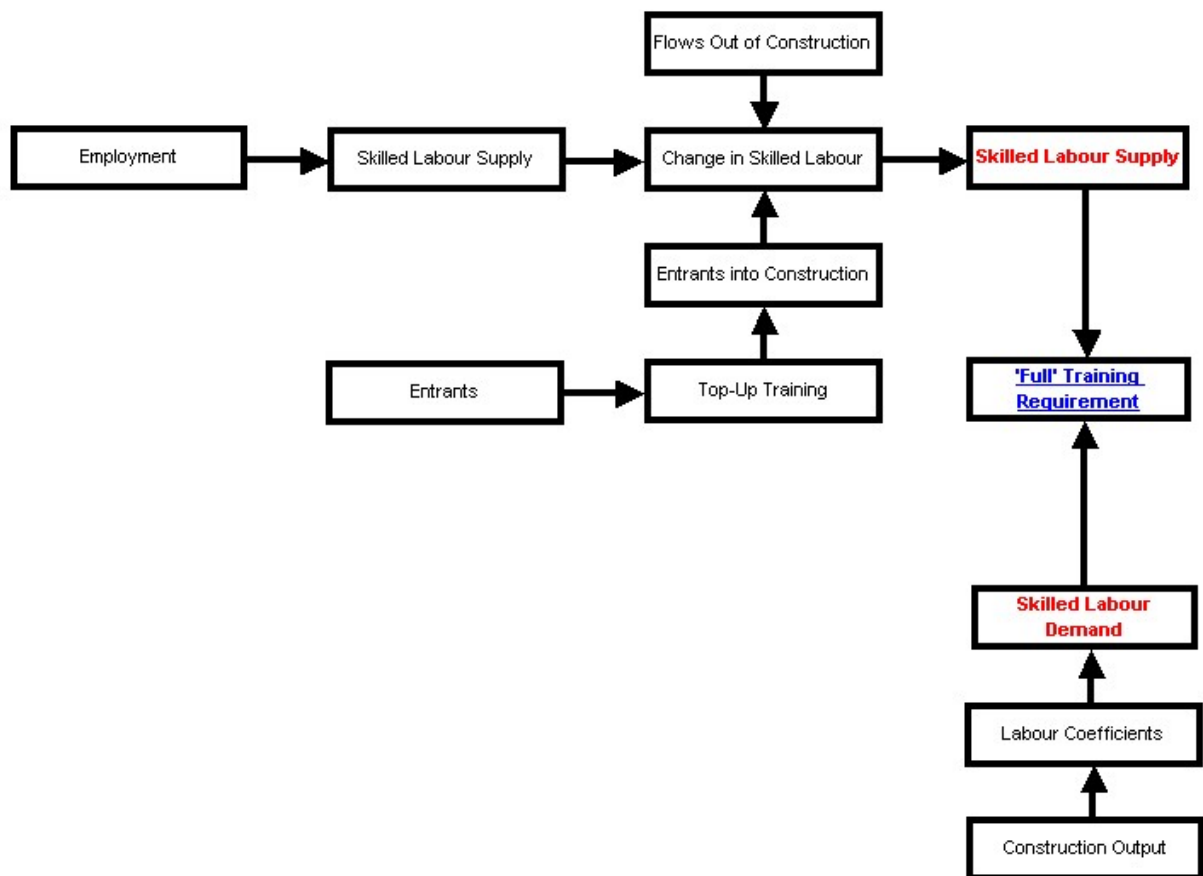 Flows Out of Construction
Employment
Skilled Labour Supply
Change in Skilled Labour
Skilled Labour Supply
Entrants into Construction
Entrants
Top-Up Training
'Full' Training
Requirement
Skilled Labour
Demand
Labour Coefficients
Construction Output